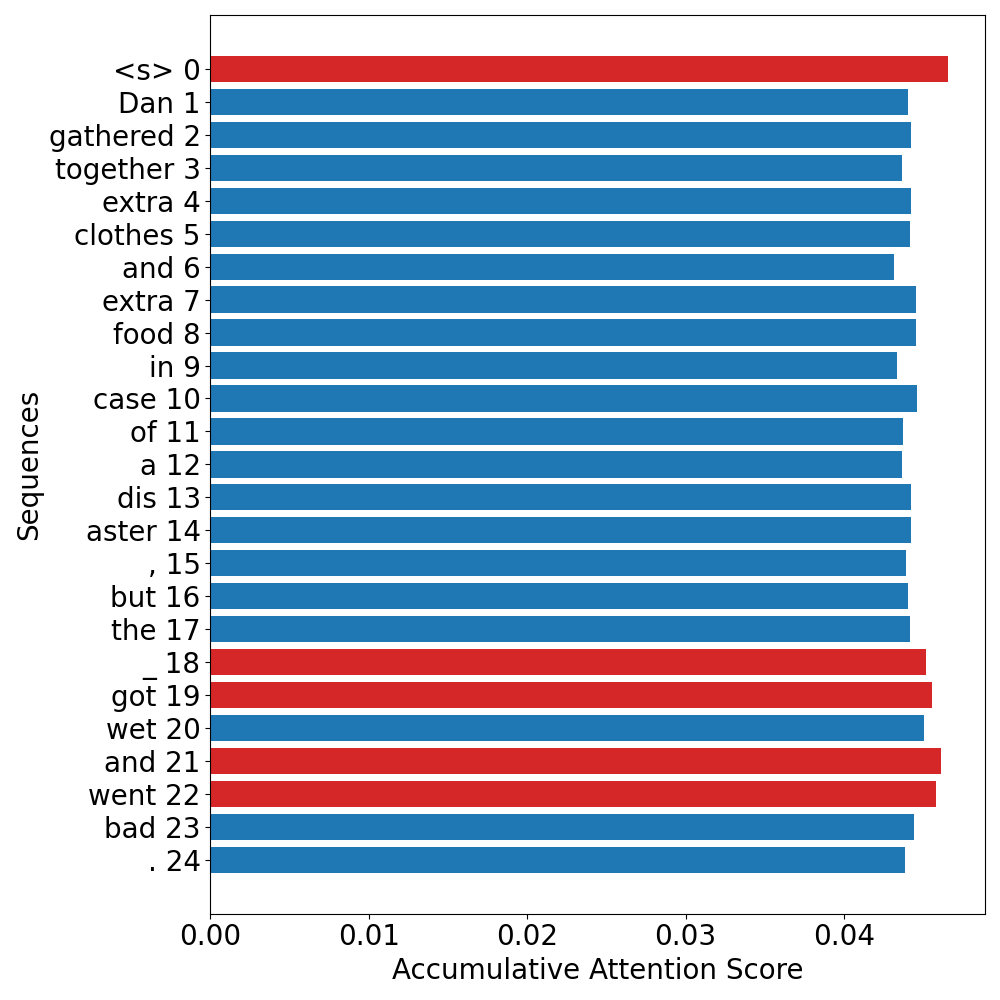 <s> 0
Dan 1
gathered 2
together 3
extra 4
clothes 5
and 6
extra 7
food 8
in 9
case 10
of 11
a 12
dis 13
aster 14
, 15
but 16
the 17
_ 18
got 19
wet 20
and 21
went 22
bad 23
. 24
Sequences
0.00 0.01 0.02 0.03 0.04
Accumulative Attention Score